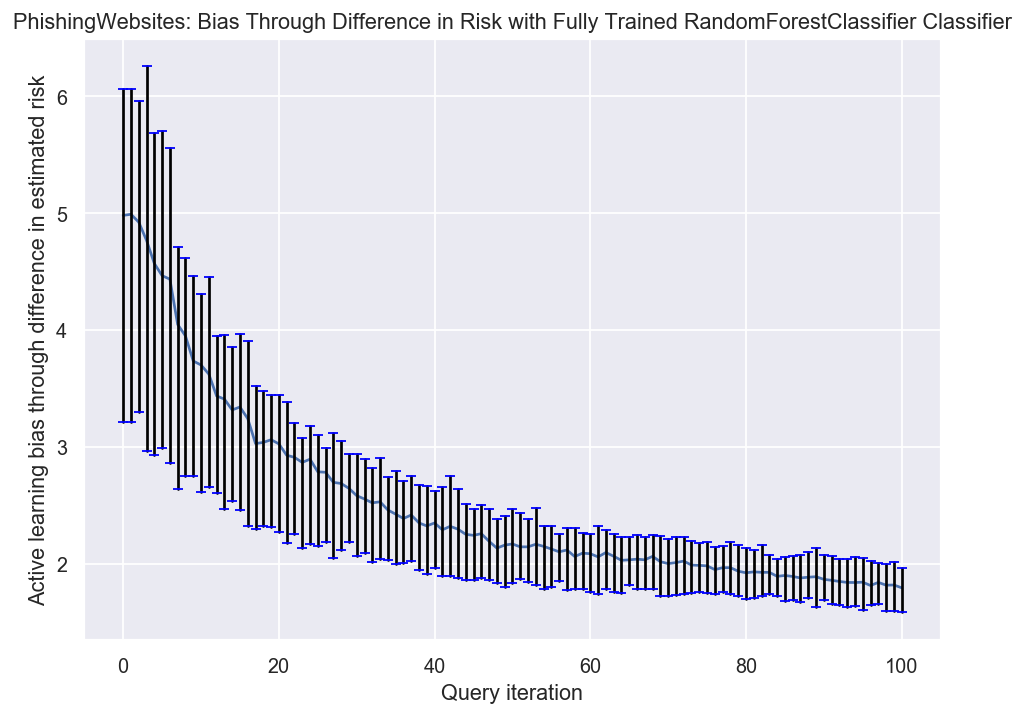 PhishingWebsites: Bias Through Difference in Risk with Fully Trained RandomForestClassifier Classifier
Active learning bias through difference in estimated risk
6
5
4
3
2
0 20 40 60 80 100
Query iteration